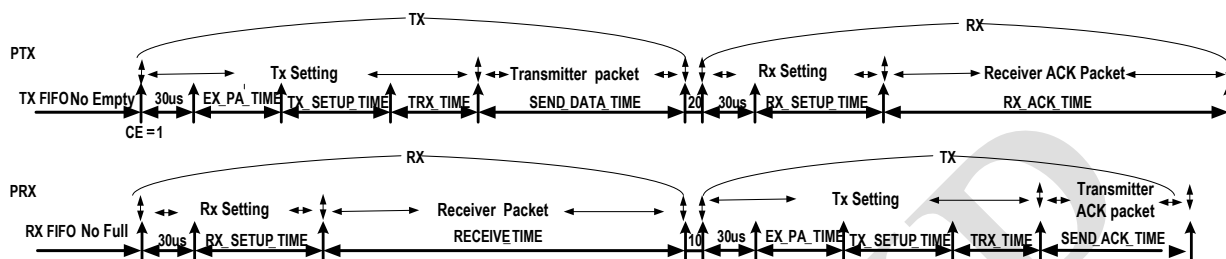 TX RX
PTX
Tx Setting Transmitter packet Rx Setting Receiver ACK Packet
TX FIFO No Empty 30us EX_PA_TIME TX_SETUP_TIME TRX_TIME SEND_DATA_TIME 20 30us RX_SETUP_TIME RX_ACK_TIME
CE =1
RX TX
PRX
Rx Setting Receiver Packet Tx Setting Transmitter
ACK packet
RX FIFO No Full 30us RX_SETUP_TIME RECEIVE_TIME 10 30us EX_PA_TIME TX_SETUP_TIME TRX_TIME SEND_ACK_TIME